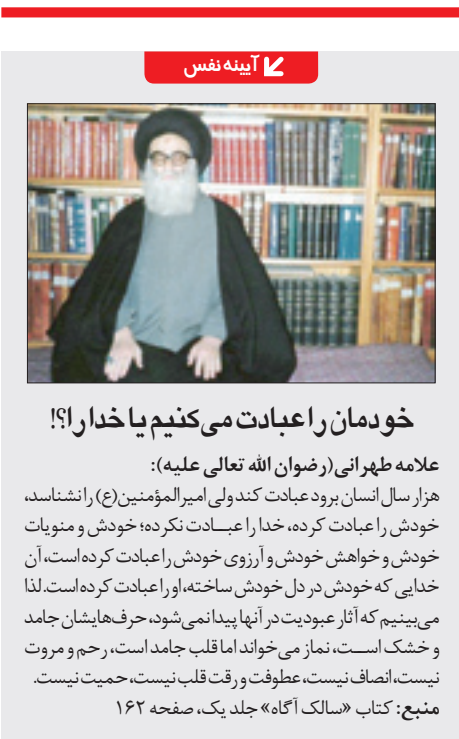 آیینه نفس
خودمان را عبادت می‌کنیم یا خدا را؟!
علامه طهرانی(رضوان الله تعالی علیه):
هزار سال انسان برود عبادت کند ولی امیرالمؤمنین(ع) را نشناسد،
خودش را عبادت کرده، خدا را عبــادت نکرده؛ خودش و منویات
خودش و خواهش خودش و آرزوی خودش را عبادت کرده است، آن
خدایی که خودش در دل خودش ساخته، او را عبادت کرده است. لذا
می‌بینیم که آثار عبودیت در آنها پیدا نمی‌شود، حرف‌هایشان جامد
و خشک اســت، نماز می‌خواند اما قلب جامد است، رحم و مروت
نیست، انصاف نیست، عطوفت و رقت قلب نیست، حمیت نیست.
منبع: کتاب «سالک آگاه» جلد یک، صفحه ۱۶۲